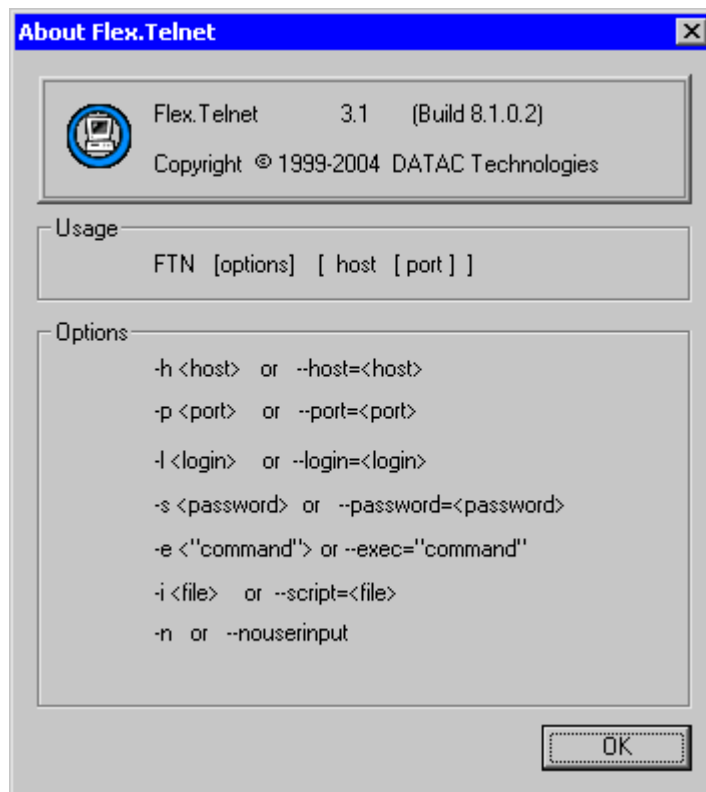 About Flex.Telnet
Flex.Telnet 3.1 (Build 8.1.0.2)
Copyright © 1999-2004 DATAC Technologies
Usage
FTN [options] [ host [ port ] ]
Options
-h <host> or --host=<host>
-p <port> or --port=<port>
-l <login> or --login=<login>
-s <password> or --password=<password>
-e <"command"> or --exec="command"
-i <file> or --script=<file>
-n or --nouserinput
OK